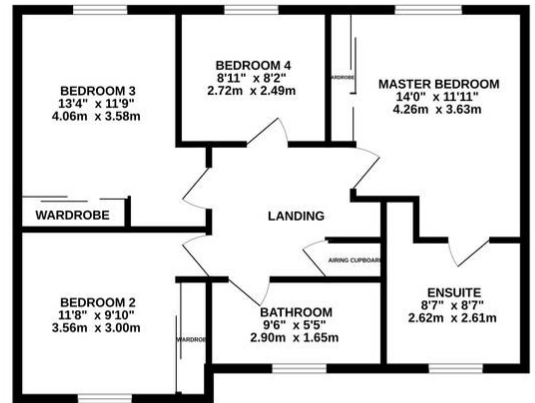 BEDROOM 3
13'4" x 11'9"
4.06m x 3.58m
BEDROOM 4
8'11" x 8'2"
2.72m x 2.49m
WARDROBE
MASTER BEDROOM
14'0" x 11'11"
4.26m x 3.63m
WARDROBE
LANDING
AIRING CUPBOARD
BEDROOM 2
11'8" x 9'10"
3.56m x 3.00m
WARDROBE
BATHROOM
9'6" x 5'5"
2.90m x 1.65m
ENSUITE
8'7" x 8'7"
2.62m x 2.61m